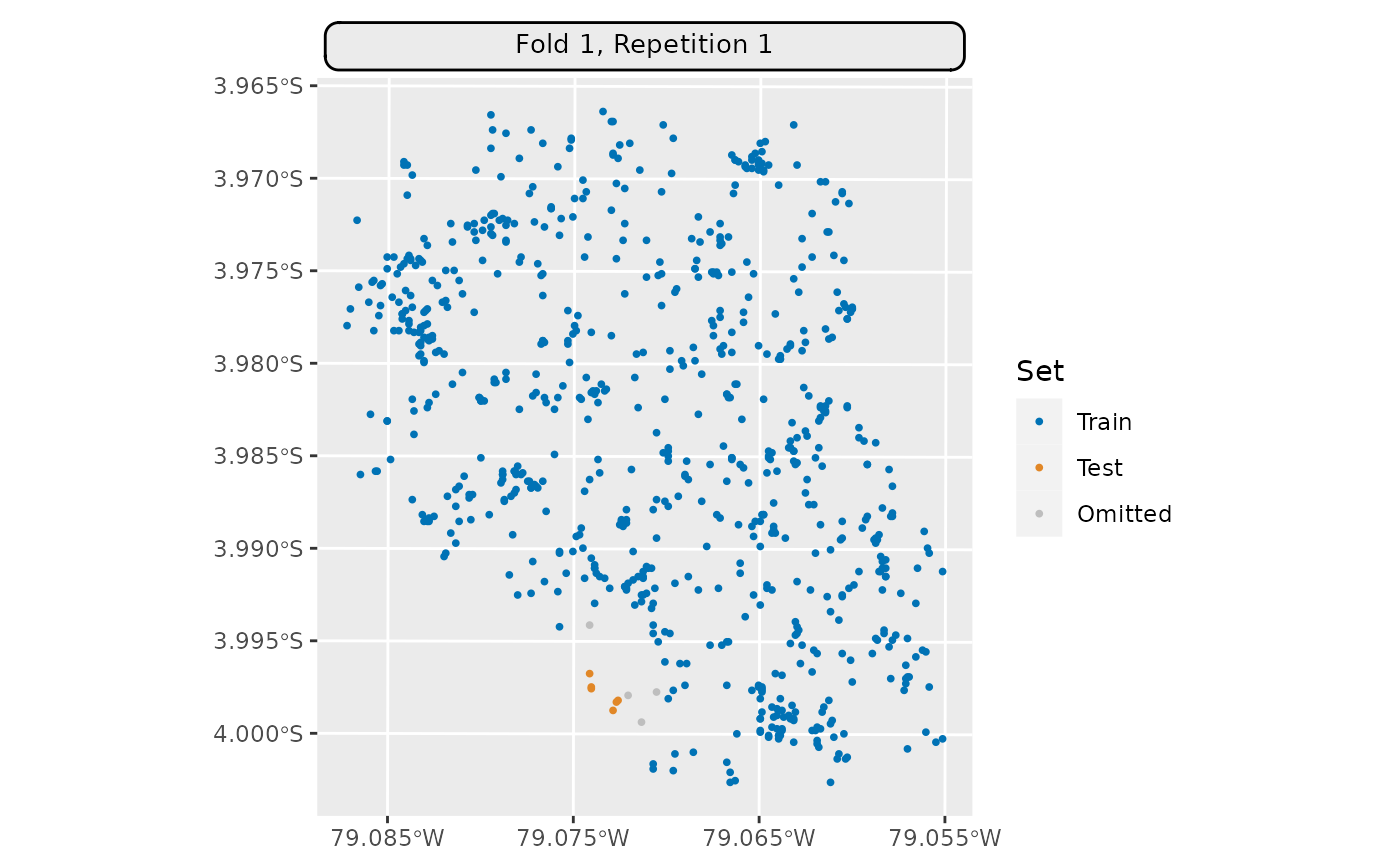 Fold 1, Repetition 1
3.965°S
3.970°S
3.975°S
3.980°S
3.985°S
3.990°S
3.995°S
4.000°S
79.085°W 79.075°W 79.065°W 79.055°W
Set
Train
Test
Omitted